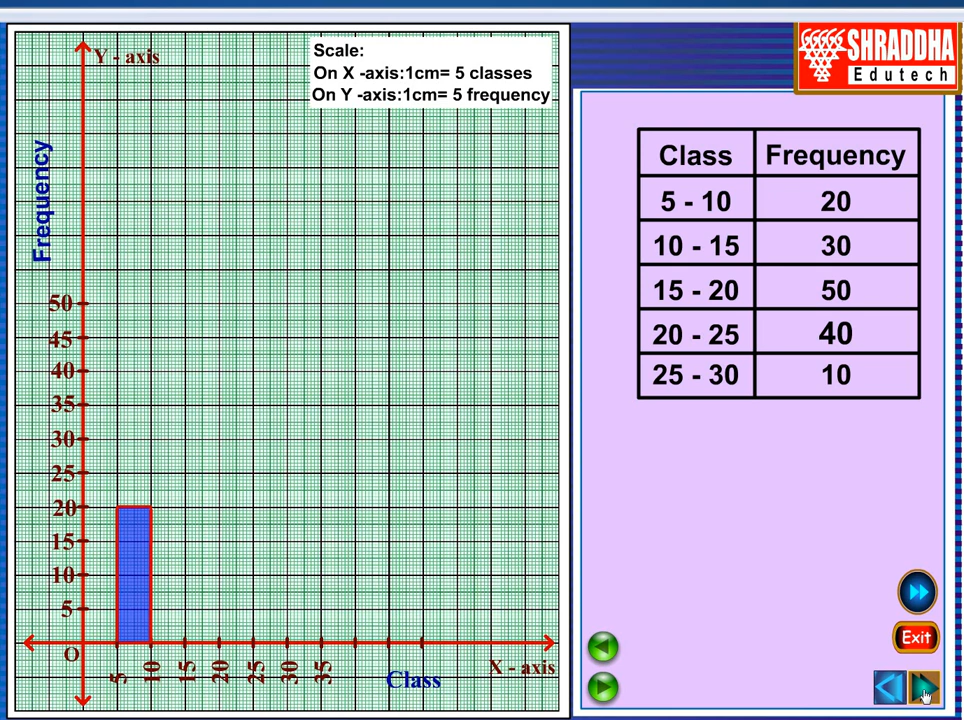 Y - axis
Scale:
On X -axis:1cm= 5 classes
On Y -axis:1cm= 5 frequency
Frequency
50
45
40
35
30
25
20
15
10
5
O
5 10 15 20 25 30 35
X - axis
Class
SHRADDHA
Edutech
Class Frequency
5 - 10 20
10 - 15 30
15 - 20 50
20 - 25 40
25 - 30 10
Exit